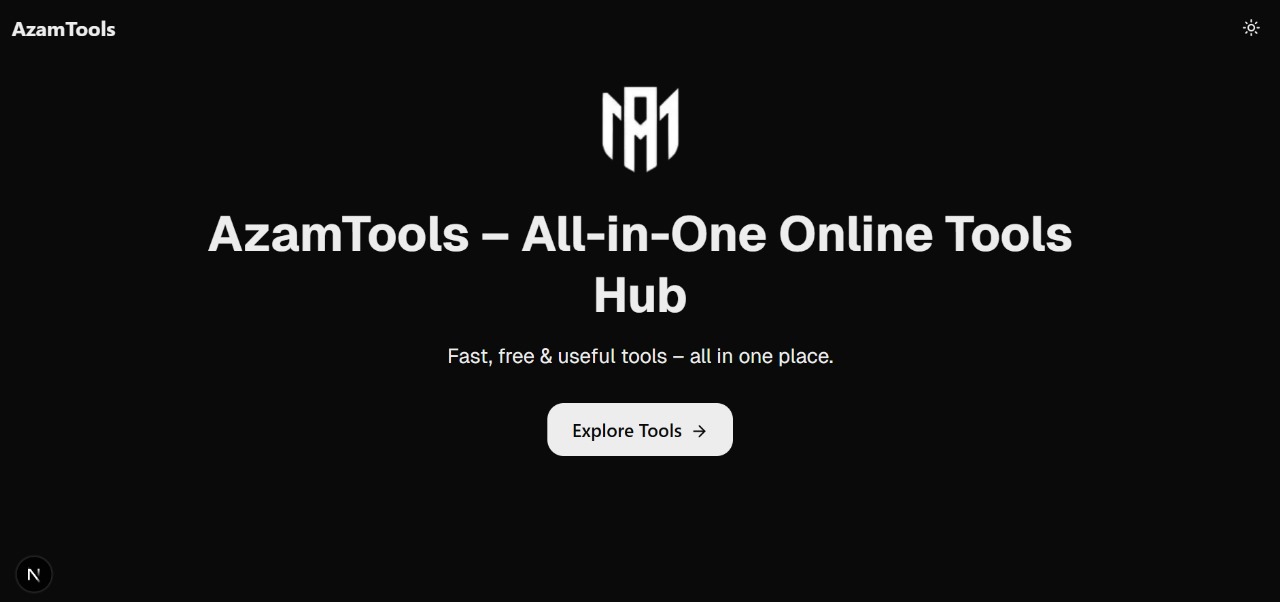 AzamTools
AzamTools – All-in-One Online Tools
Hub
Fast, free & useful tools – all in one place.
Explore Tools →
N